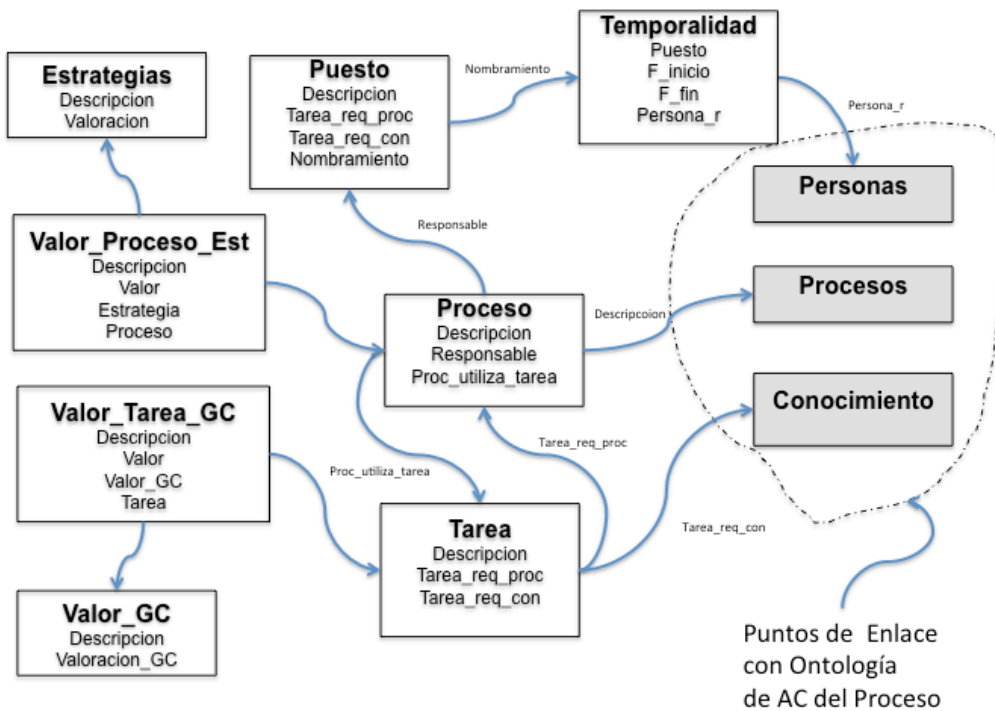 Temporalidad
Puesto
F_inicio
F_fin
Persona_r
Estrategias
Descripcion
Valoracion
Puesto
Descripcion
Tarea_req_proc
Tarea_req_con
Nombramiento
Nombramiento
Persona_r
Personas
Responsable
Valor_Proceso_Est
Descripcion
Valor
Estrategia
Proceso
Proceso
Descripcion
Responsable
Proc_utiliza_tarea
Descripcoion
Procesos
Valor_Tarea_GC
Descripcion
Valor
Valor_GC
Tarea
Conocimiento
Tarea_req_proc
Proc_utiliza_tarea
Tarea
Descripcion
Tarea_req_proc
Tarea_req_con
Tarea_req_con
Valor_GC
Descripcion
Valoracion_GC
Puntos de Enlace
con Ontología
de AC del Proceso